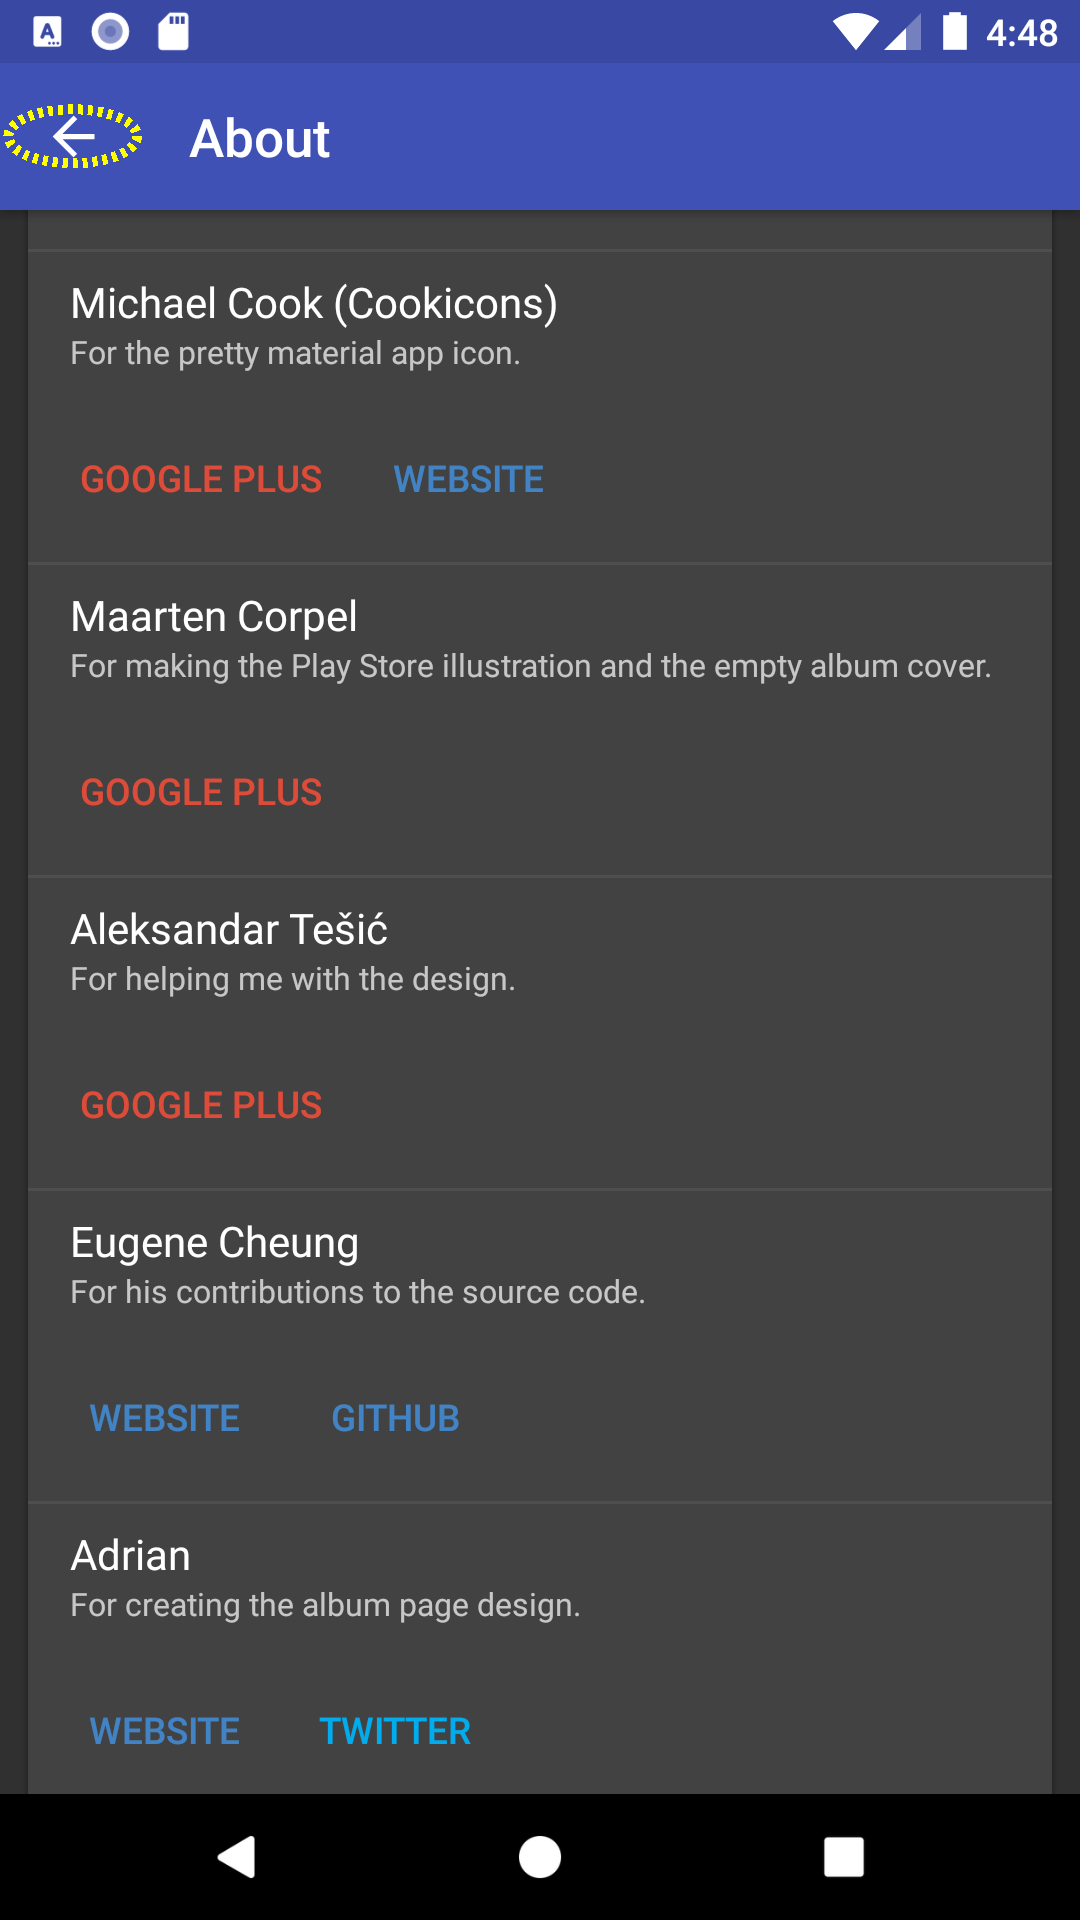 4:48
About
Michael Cook (Cookicons)
For the pretty material app icon.
GOOGLE PLUS WEBSITE
Maarten Corpel
For making the Play Store illustration and the empty album cover.
GOOGLE PLUS
Aleksandar Tešić
For helping me with the design.
GOOGLE PLUS
Eugene Cheung
For his contributions to the source code.
WEBSITE GITHUB
Adrian
For creating the album page design.
WEBSITE TWITTER